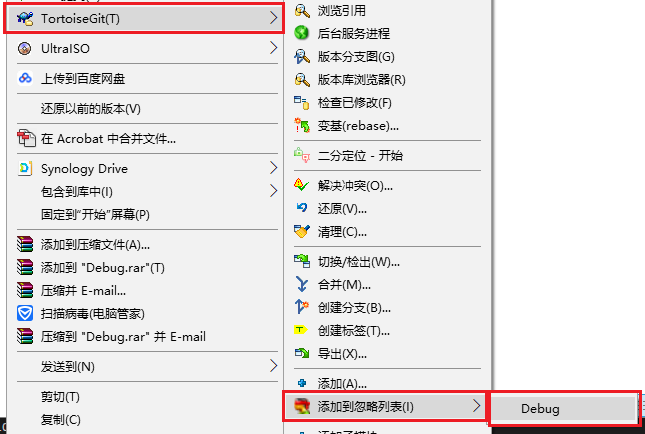 TortoiseGit(T)
UltraISO
上传到百度网盘
还原以前的版本(V)
在 Acrobat 中合并文件...
Synology Drive
包含到库中(I)
固定到"开始"屏幕(P)
添加到压缩文件(A)...
添加到 "Debug.rar"(T)
压缩并 E-mail...
扫描病毒(电脑管家)
压缩到 "Debug.rar" 并 E-mail
发送到(N)
剪切(T)
复制(C)
浏览引用
后台服务进程
版本分支图(G)
版本库浏览器(R)
检查已修改(F)
变基(rebase)...
二分定位 - 开始
解决冲突(O)...
还原(V)...
清理(C)...
切换/检出(W)...
合并(M)...
创建分支(B)...
创建标签(T)...
导出(X)...
添加(A)...
添加到忽略列表(I)
Debug